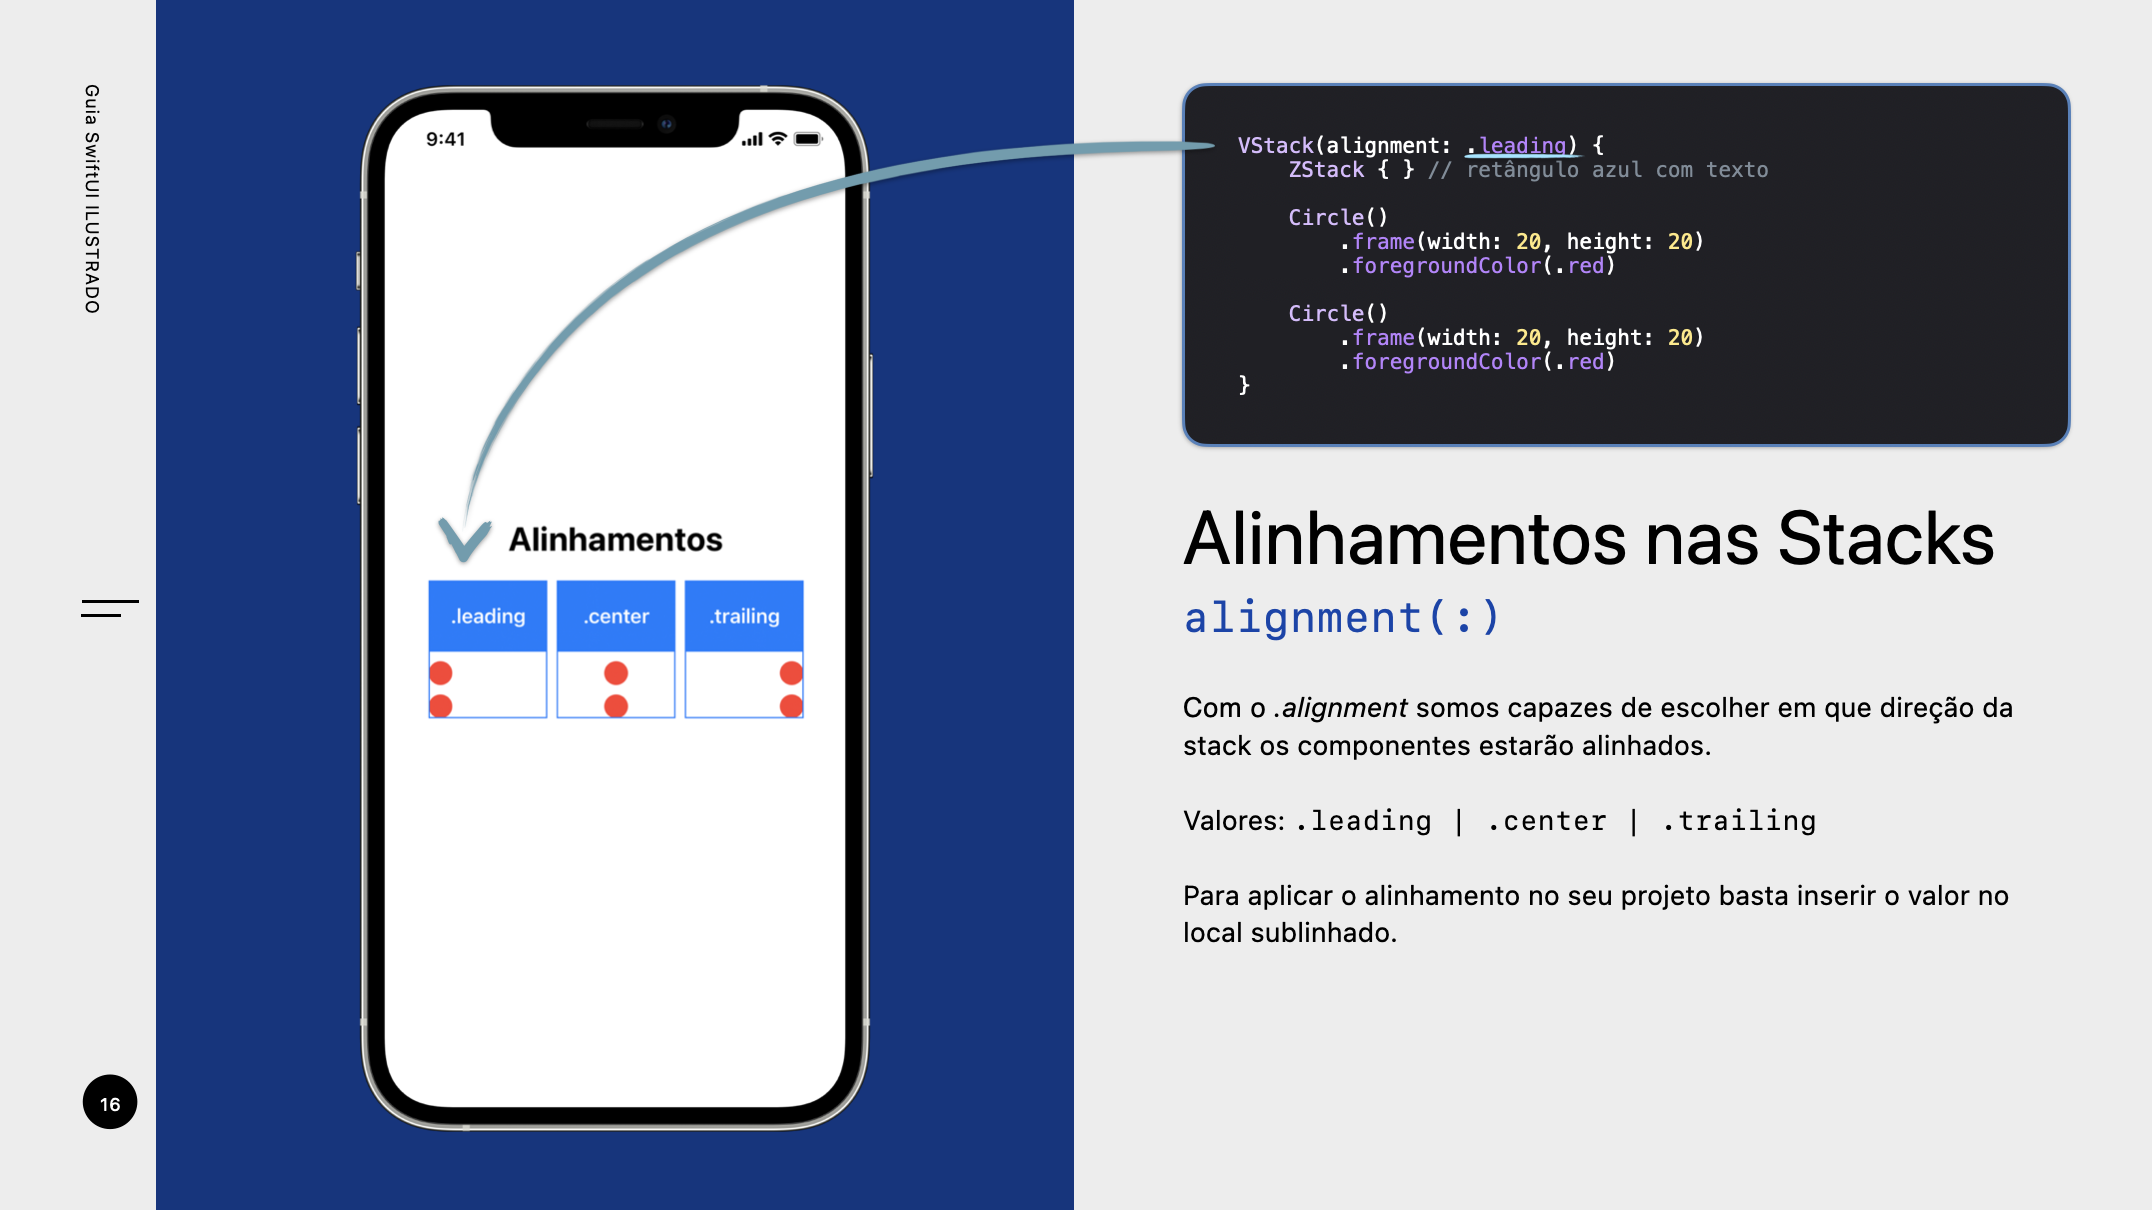 Guia SwiftUI ILUSTRADO
16
9:41
Alinhamentos
.leading .center .trailing
VStack(alignment: .leading) {
    ZStack { } // retângulo azul com texto
    Circle()
        .frame(width: 20, height: 20)
        .foregroundColor(.red)
    Circle()
        .frame(width: 20, height: 20)
        .foregroundColor(.red)
}
Alinhamentos nas Stacks
alignment(:)
Com o .alignment somos capazes de escolher em que direção da
stack os componentes estarão alinhados.
Valores: .leading | .center | .trailing
Para aplicar o alinhamento no seu projeto basta inserir o valor no
local sublinhado.